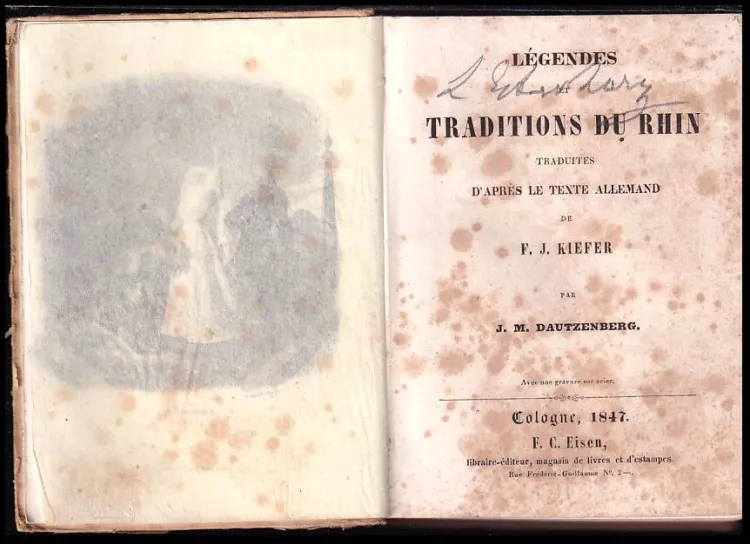 LÉGENDES
TRADITIONS DU RHIN
TRADUITES
D'APRÈS LE TEXTE ALLEMAND
DE
F. J. KIEFER
PAR
J. M. DAUTZENBERG.
Avec une gravure sur acier.
Cologne, 1847.
F. C. Eisen,
libraire-éditeur, magasin de livres et d'estampes.
Rue Frédéric-Guillaume Nº. 2—.